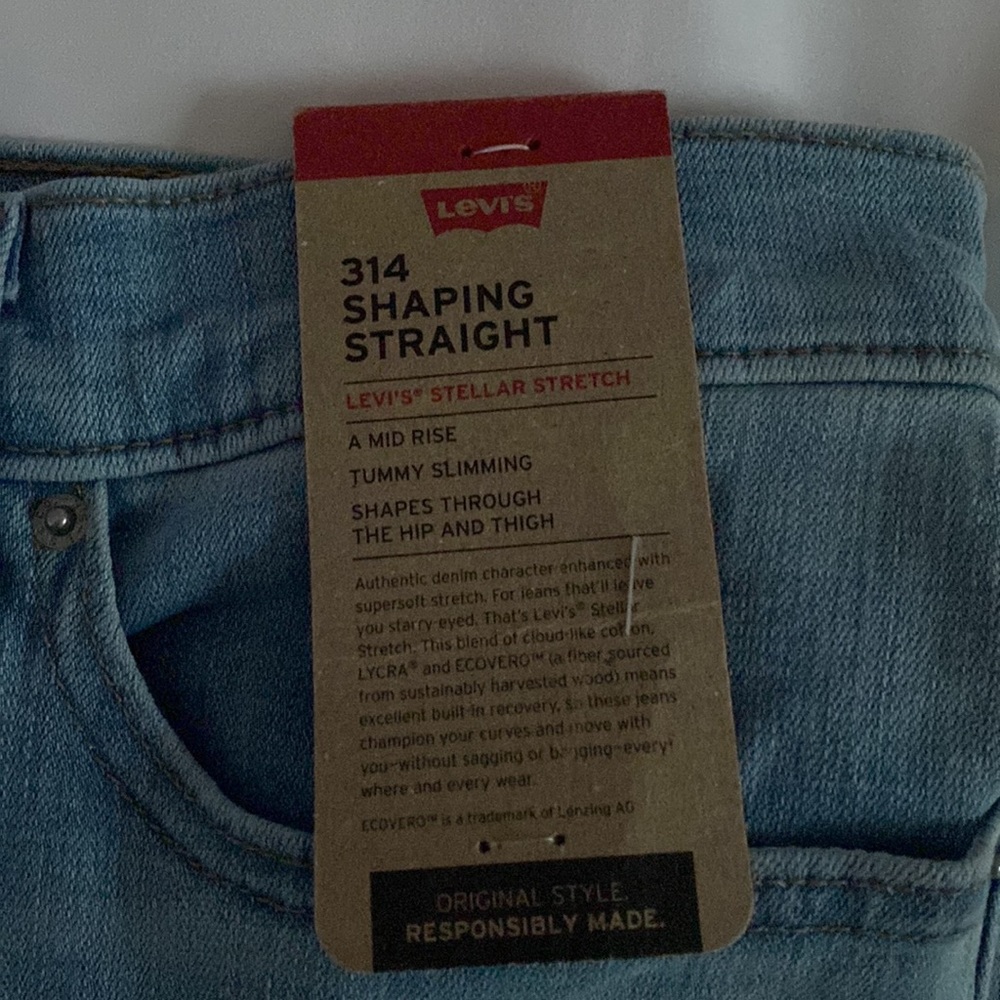 Levi's
314
SHAPING
STRAIGHT
LEVI'S® STELLAR STRETCH
A MID RISE
TUMMY SLIMMING
SHAPES THROUGH
THE HIP AND THIGH
Authentic denim character enhanced with
supersoft stretch. For jeans that'll leave
you starry-eyed. That's Levi's® Stellar
Stretch. This blend of cloud-like cotton,
LYCRA® and ECOVERO™ (a fiber sourced
from sustainably harvested wood) means
excellent built-in recovery, so these jeans
champion your curves and move with
you—without sagging or bagging—every
where and every wear.
ECOVERO™ is a trademark of Lenzing AG
ORIGINAL STYLE.
RESPONSIBLY MADE.